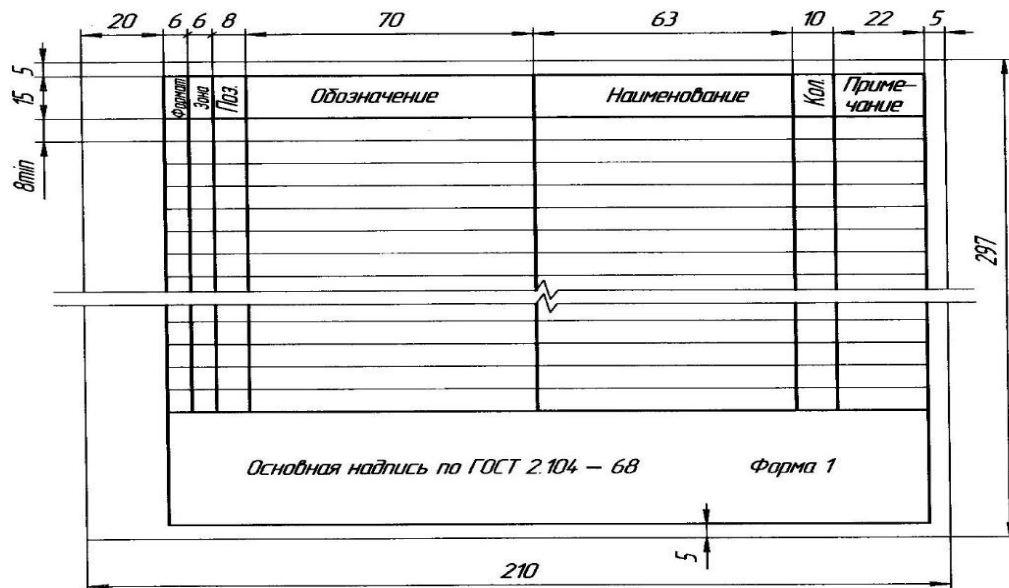 20 6 6 8 70 63 10 22 5
5
15
8min
Формат
Зона
Поз.
Обозначение
Наименование
Кол.
Приме-
чание
297
Основная надпись по ГОСТ 2.104 – 68 Форма 1
5
210